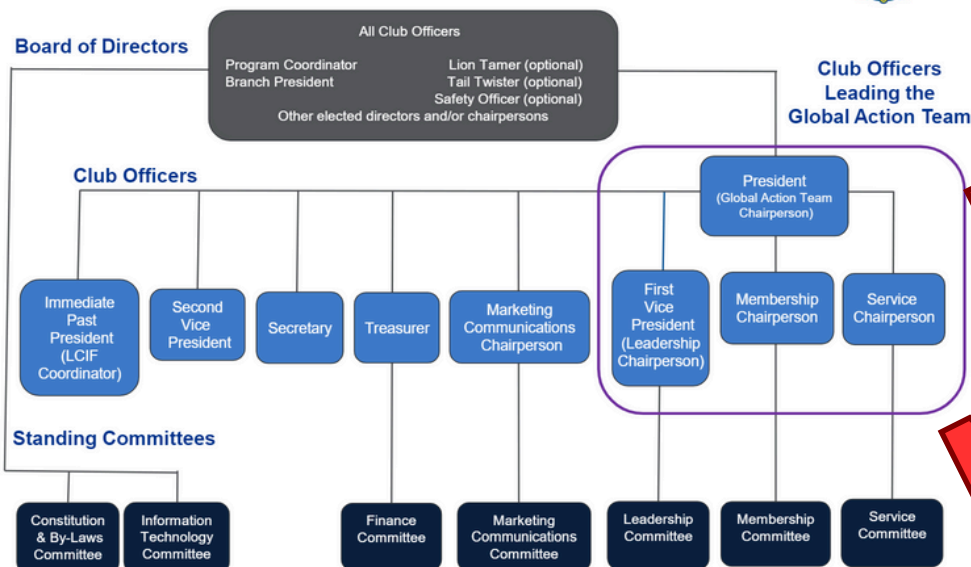 Board of Directors
All Club Officers
Program Coordinator
Branch President
Lion Tamer (optional)
Tail Twister (optional)
Safety Officer (optional)
Other elected directors and/or chairpersons
Club Officers
Leading the
Global Action Team
Club Officers
President
(Global Action Team
Chairperson)
Immediate
Past
President
(LCIF
Coordinator)
Second
Vice
President
Secretary
Treasurer
Marketing
Communications
Chairperson
First
Vice
President
(Leadership
Chairperson)
Membership
Chairperson
Service
Chairperson
Standing Committees
Constitution
& By-Laws
Committee
Information
Technology
Committee
Finance
Committee
Marketing
Communications
Committee
Leadership
Committee
Membership
Committee
Service
Committee